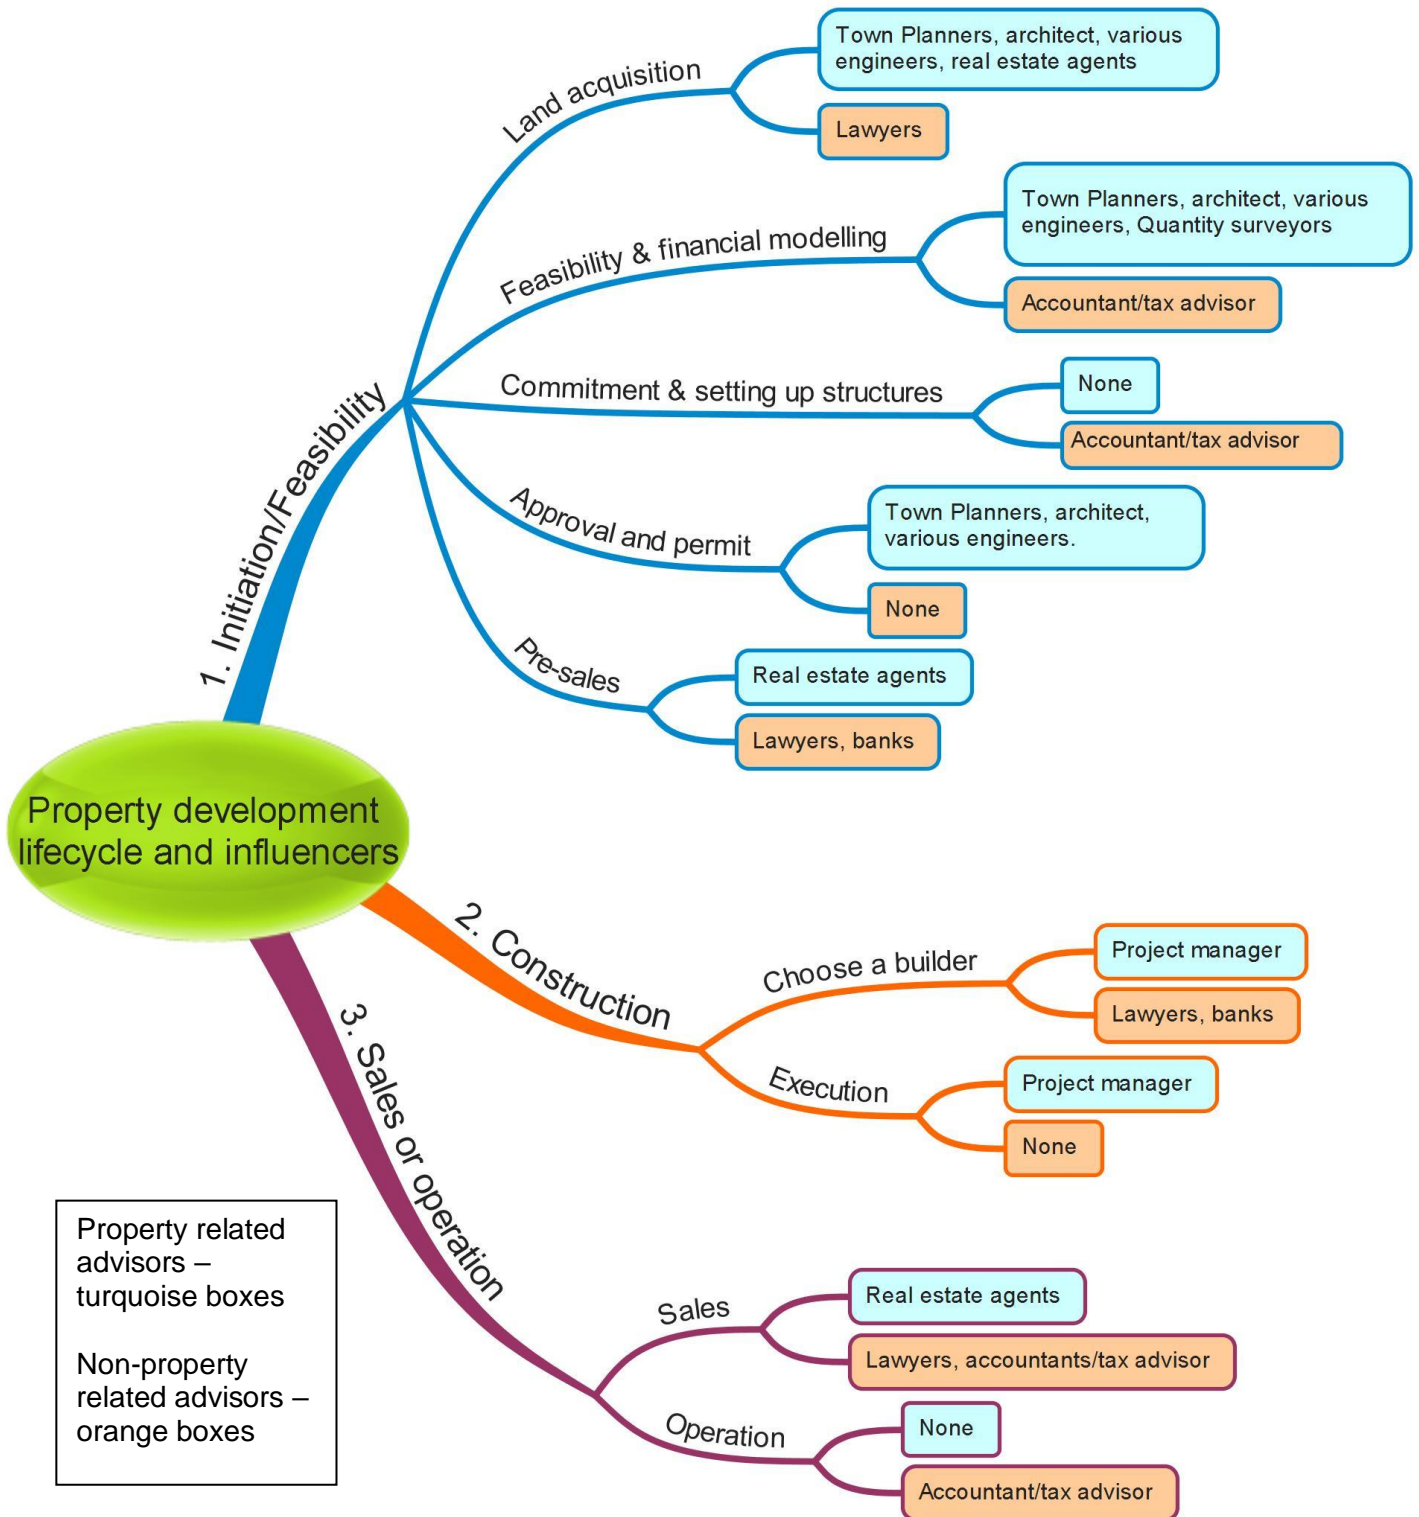 Town Planners, architect, various
engineers, real estate agents
Land acquisition
Lawyers
Town Planners, architect, various
engineers, Quantity surveyors
Feasibility & financial modelling
Accountant/tax advisor
Commitment & setting up structures
None
Accountant/tax advisor
1. Initiation/Feasibility
Town Planners, architect,
various engineers.
Approval and permit
None
Pre-sales
Real estate agents
Lawyers, banks
Property development
lifecycle and influencers
2. Construction
Choose a builder
Project manager
Lawyers, banks
Execution
Project manager
None
3. Sales or operation
Sales
Real estate agents
Lawyers, accountants/tax advisor
Operation
None
Accountant/tax advisor
Property related
advisors –
turquoise boxes
Non-property
related advisors –
orange boxes